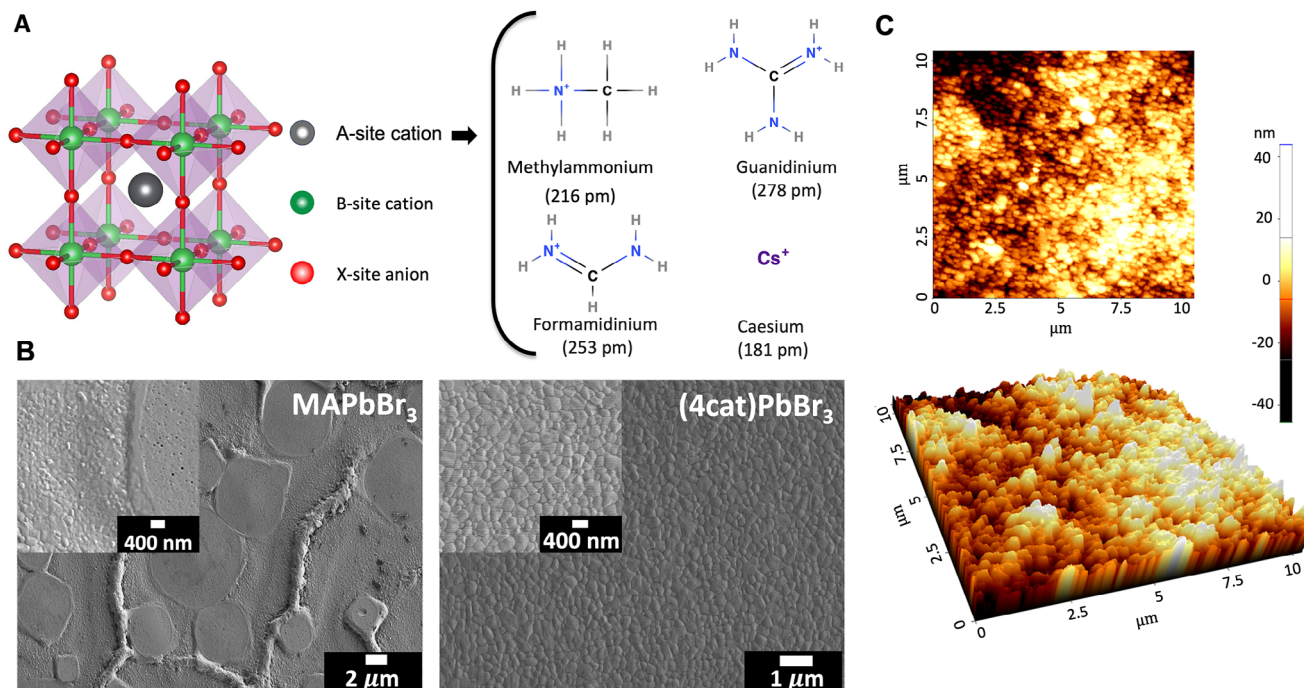 A
A-site cation
B-site cation
X-site anion
H
H
N⁺
C
H
H
H
H
Methylammonium
(216 pm)
H
H
N
N⁺
H
H
C
N
H
H
Guanidinium
(278 pm)
H
H
N⁺
N
H
C
H
H
Formamidinium
(253 pm)
Cs⁺
Caesium
(181 pm)
B
MAPbBr₃
400 nm
2 μm
(4cat)PbBr₃
400 nm
1 μm
C
10
7.5
5
2.5
0
μm
0
2.5
5
7.5
10
μm
nm
40
20
0
-20
-40
10
7.5
5
2.5
0
μm
0
2.5
5
7.5
10
μm